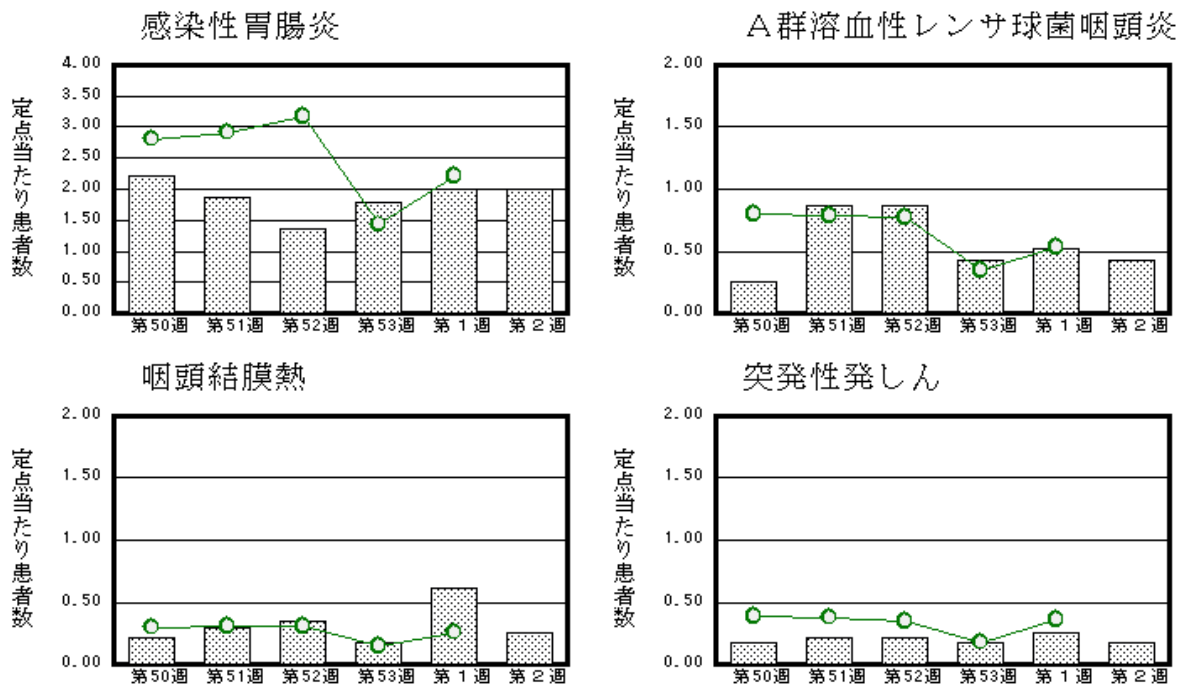 感染性胃腸炎
定点当たり患者数
4.00
3.50
3.00
2.50
2.00
1.50
1.00
0.50
0.00
第50週 第51週 第52週 第53週 第１週 第２週
Ａ群溶血性レンサ球菌咽頭炎
定点当たり患者数
2.00
1.50
1.00
0.50
0.00
第50週 第51週 第52週 第53週 第１週 第２週
咽頭結膜熱
定点当たり患者数
2.00
1.50
1.00
0.50
0.00
第50週 第51週 第52週 第53週 第１週 第２週
突発性発しん
定点当たり患者数
2.00
1.50
1.00
0.50
0.00
第50週 第51週 第52週 第53週 第１週 第２週